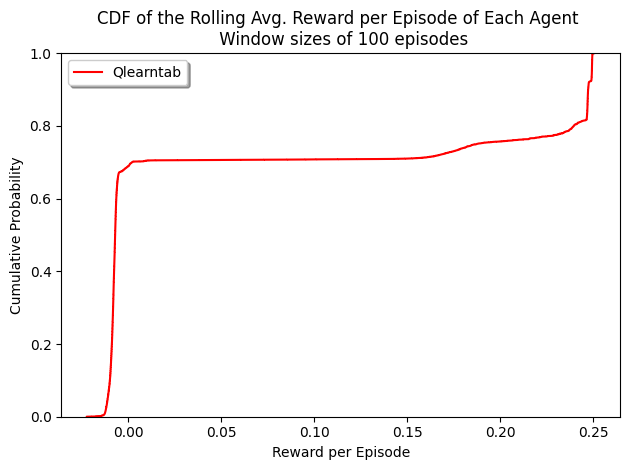 CDF of the Rolling Avg. Reward per Episode of Each Agent
Window sizes of 100 episodes
Qlearntab
1.0
0.8
0.6
0.4
0.2
0.0
Cumulative Probability
0.00 0.05 0.10 0.15 0.20 0.25
Reward per Episode